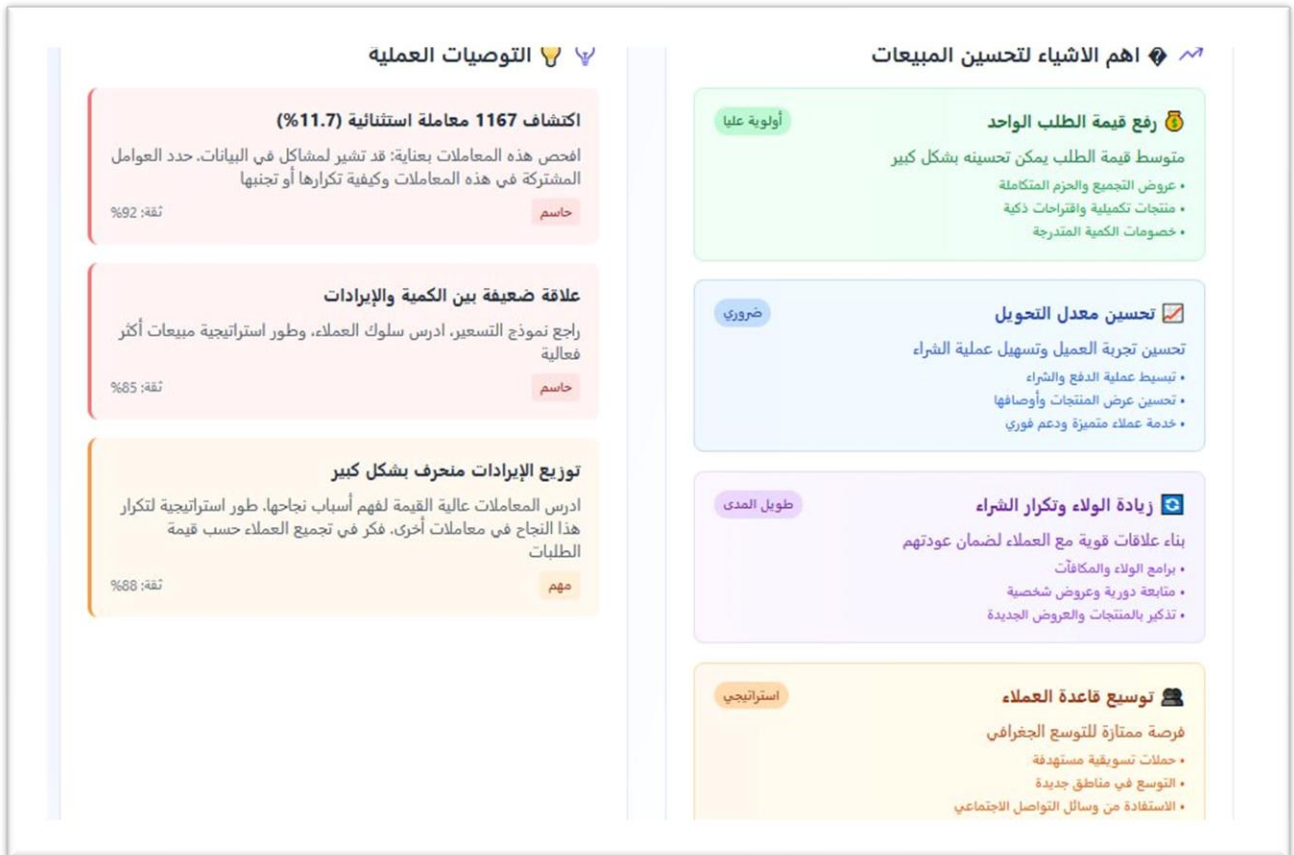 � اهم الاشياء لتحسين المبيعات
💰 رفع قيمة الطلب الواحد
أولوية عليا
متوسط قيمة الطلب يمكن تحسينه بشكل كبير
• عروض التجميع والحزم المتكاملة
• منتجات تكميلية واقتراحات ذكية
• خصومات الكمية المتدرجة
📈 تحسين معدل التحويل
ضروري
تحسين تجربة العميل وتسهيل عملية الشراء
• تبسيط عملية الدفع والشراء
• تحسين عرض المنتجات وأوصافها
• خدمة عملاء متميزة ودعم فوري
🔄 زيادة الولاء وتكرار الشراء
طويل المدى
بناء علاقات قوية مع العملاء لضمان عودتهم
• برامج الولاء والمكافآت
• متابعة دورية وعروض شخصية
• تذكير بالمنتجات والعروض الجديدة
👥 توسيع قاعدة العملاء
استراتيجي
فرصة ممتازة للتوسع الجغرافي
• حملات تسويقية مستهدفة
• التوسع في مناطق جديدة
• الاستفادة من وسائل التواصل الاجتماعي
💡 التوصيات العملية
اكتشاف 1167 معاملة استثنائية (11.7%)
افحص هذه المعاملات بعناية: قد تشير لمشاكل في البيانات. حدد العوامل
المشتركة في هذه المعاملات وكيفية تكرارها أو تجنبها
حاسم
ثقة: 92%
علاقة ضعيفة بين الكمية والإيرادات
راجع نموذج التسعير، ادرس سلوك العملاء، وطور استراتيجية مبيعات أكثر
فعالية
حاسم
ثقة: 85%
توزيع الإيرادات منحرف بشكل كبير
ادرس المعاملات عالية القيمة لفهم أسباب نجاحها. طور استراتيجية لتكرار
هذا النجاح في معاملات أخرى. فكر في تجميع العملاء حسب قيمة
الطلبات
مهم
ثقة: 88%